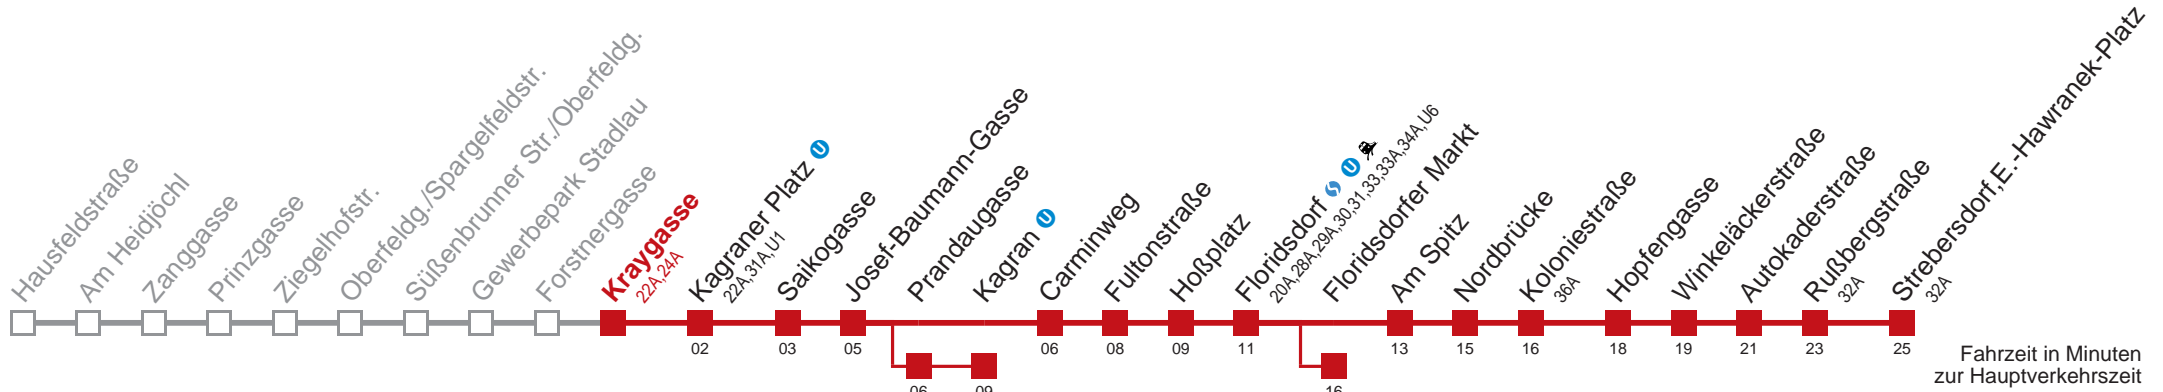 Hausfeldstraße
Am Heidjöchl
Zanggasse
Prinzgasse
Ziegelhofstr.
Oberfeldg./Spargelfeldstr.
Süßenbrunner Str./Oberfeldg.
Gewerbepark Stadlau
Forstnergasse
Kraygasse
22A,24A
Kagraner Platz U
22A,31A,U1
Saikogasse
Josef-Baumann-Gasse
Prandaugasse
Kagran U
Carminweg
Fultonstraße
Hoßplatz
Floridsdorf S U
20A,28A,29A,30,31,33,33A,34A,U6
Floridsdorfer Markt
Am Spitz
Nordbrücke
Koloniestraße
36A
Hopfengasse
Winkeläckerstraße
Autokaderstraße
Rußbergstraße
32A
Strebersdorf,E.-Hawranek-Platz
32A
02 03 05 06 08 09 11 13 15 16 18 19 21 23 25
06 09 16
Fahrzeit in Minuten
zur Hauptverkehrszeit